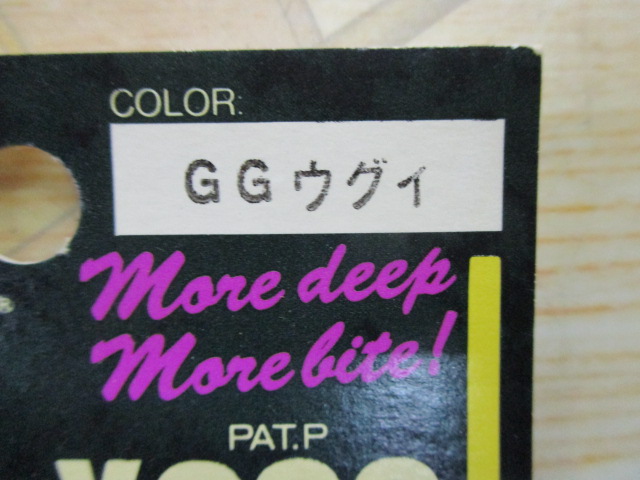 COLOR:
GGウグイ
More deep
More bite!
PAT.P